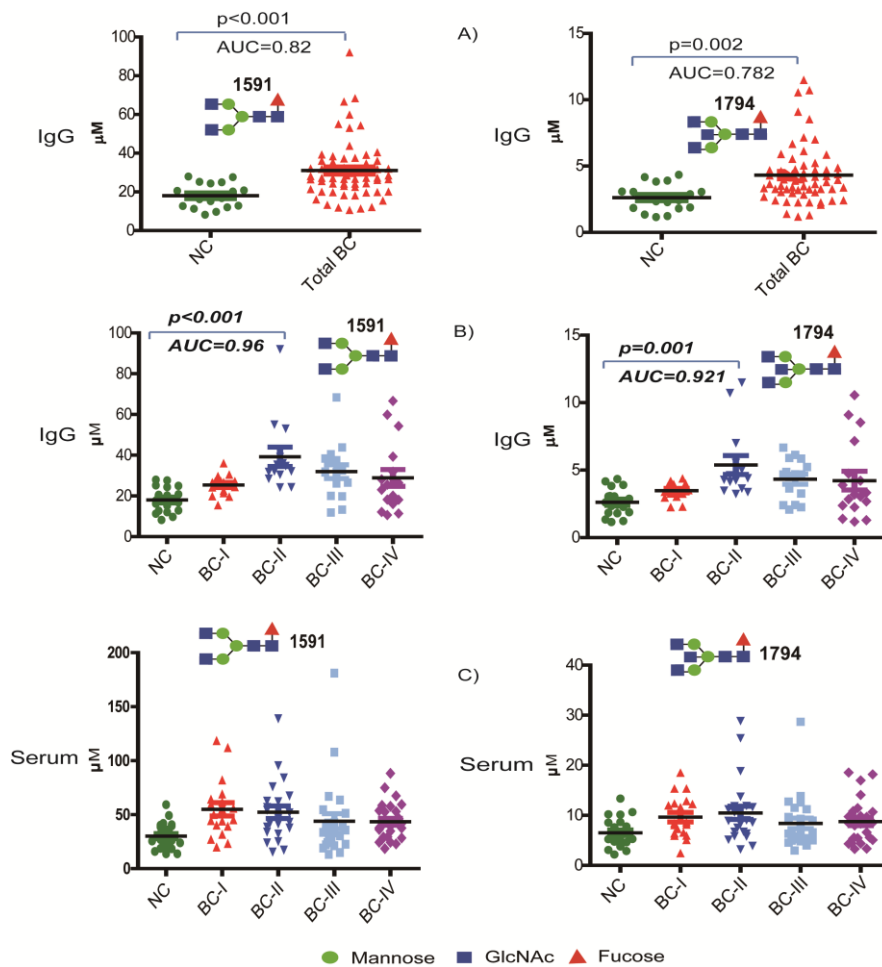 p<0.001
AUC=0.82
1591
IgG
μM
100
80
60
40
20
0
NC
Total BC
A)
p=0.002
AUC=0.782
1794
IgG
μM
15
10
5
0
NC
Total BC
p<0.001
AUC=0.96
1591
IgG
μM
100
80
60
40
20
0
NC
BC-I
BC-II
BC-III
BC-IV
B)
p=0.001
AUC=0.921
1794
IgG
μM
15
10
5
0
NC
BC-I
BC-II
BC-III
BC-IV
1591
Serum
μM
200
150
100
50
0
NC
BC-I
BC-II
BC-III
BC-IV
C)
1794
Serum
μM
40
30
20
10
0
NC
BC-I
BC-II
BC-III
BC-IV
Mannose GlcNAc Fucose